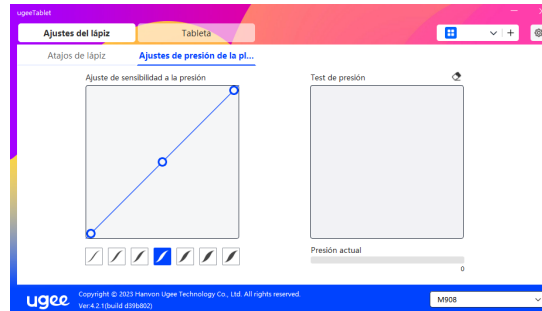 ugeeTablet
Ajustes del lápiz
Tableta
Atajos de lápiz
Ajustes de presión de la pl...
Ajuste de sensibilidad a la presión
Test de presión
Presión actual
0
ugee
Copyright © 2023 Hanvon Ugee Technology Co., Ltd. All rights reserved.
Ver.4.2.1(build d39b802)
M908